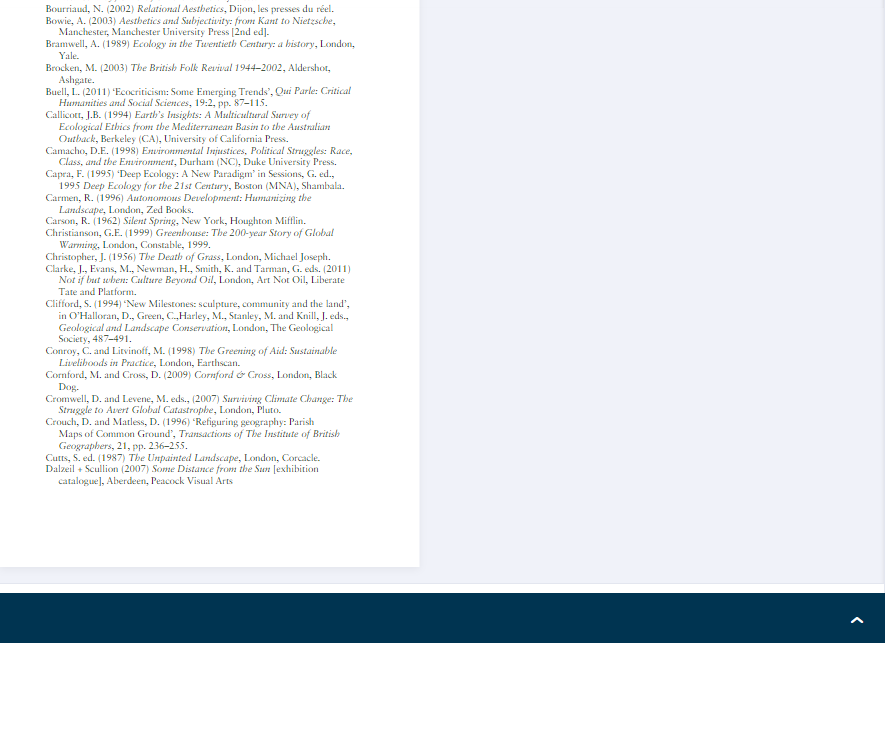 Bourriaud, N. (2002) Relational Aesthetics, Dijon, les presses du réel.
Bowie, A. (2003) Aesthetics and Subjectivity: from Kant to Nietzsche,
Manchester, Manchester University Press [2nd ed].
Bramwell, A. (1989) Ecology in the Twentieth Century: a history, London,
Yale.
Brocken, M. (2003) The British Folk Revival 1944–2002, Aldershot,
Ashgate.
Buell, L. (2011) ‘Ecocriticism: Some Emerging Trends’, Qui Parle: Critical
Humanities and Social Sciences, 19:2, pp. 87–115.
Callicott, J.B. (1994) Earth’s Insights: A Multicultural Survey of
Ecological Ethics from the Mediterranean Basin to the Australian
Outback, Berkeley (CA), University of California Press.
Camacho, D.E. (1998) Environmental Injustices, Political Struggles: Race,
Class, and the Environment, Durham (NC), Duke University Press.
Capra, F. (1995) ‘Deep Ecology: A New Paradigm’ in Sessions, G. ed.,
1995 Deep Ecology for the 21st Century, Boston (MNA), Shambala.
Carmen, R. (1996) Autonomous Development: Humanizing the
Landscape, London, Zed Books.
Carson, R. (1962) Silent Spring, New York, Houghton Mifflin.
Christianson, G.E. (1999) Greenhouse: The 200-year Story of Global
Warming, London, Constable, 1999.
Christopher, J. (1956) The Death of Grass, London, Michael Joseph.
Clarke, J., Evans, M., Newman, H., Smith, K. and Tarman, G. eds. (2011)
Not if but when: Culture Beyond Oil, London, Art Not Oil, Liberate
Tate and Platform.
Clifford, S. (1994) ‘New Milestones: sculpture, community and the land’,
in O’Halloran, D., Green, C.,Harley, M., Stanley, M. and Knill, J. eds.,
Geological and Landscape Conservation, London, The Geological
Society, 487–491.
Conroy, C. and Litvinoff, M. (1998) The Greening of Aid: Sustainable
Livelihoods in Practice, London, Earthscan.
Cornford, M. and Cross, D. (2009) Cornford & Cross, London, Black
Dog.
Cromwell, D. and Levene, M. eds., (2007) Surviving Climate Change: The
Struggle to Avert Global Catastrophe, London, Pluto.
Crouch, D. and Matless, D. (1996) ‘Refiguring geography: Parish
Maps of Common Ground’, Transactions of The Institute of British
Geographers, 21, pp. 236–255.
Cutts, S. ed. (1987) The Unpainted Landscape, London, Corcacle.
Dalzeil + Scullion (2007) Some Distance from the Sun [exhibition
catalogue], Aberdeen, Peacock Visual Arts